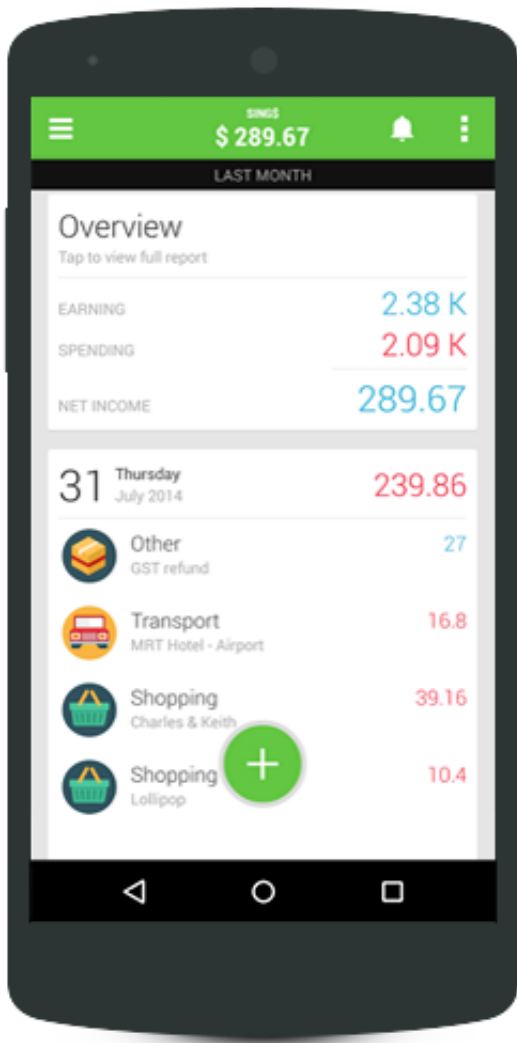 SING$
$ 289.67
LAST MONTH
Overview
Tap to view full report
EARNING 2.38 K
SPENDING 2.09 K
NET INCOME 289.67
31 Thursday 239.86
July 2014
Other 27
GST refund
Transport 16.8
MRT Hotel - Airport
Shopping 39.16
Charles & Keith
Shopping 10.4
Lollipop